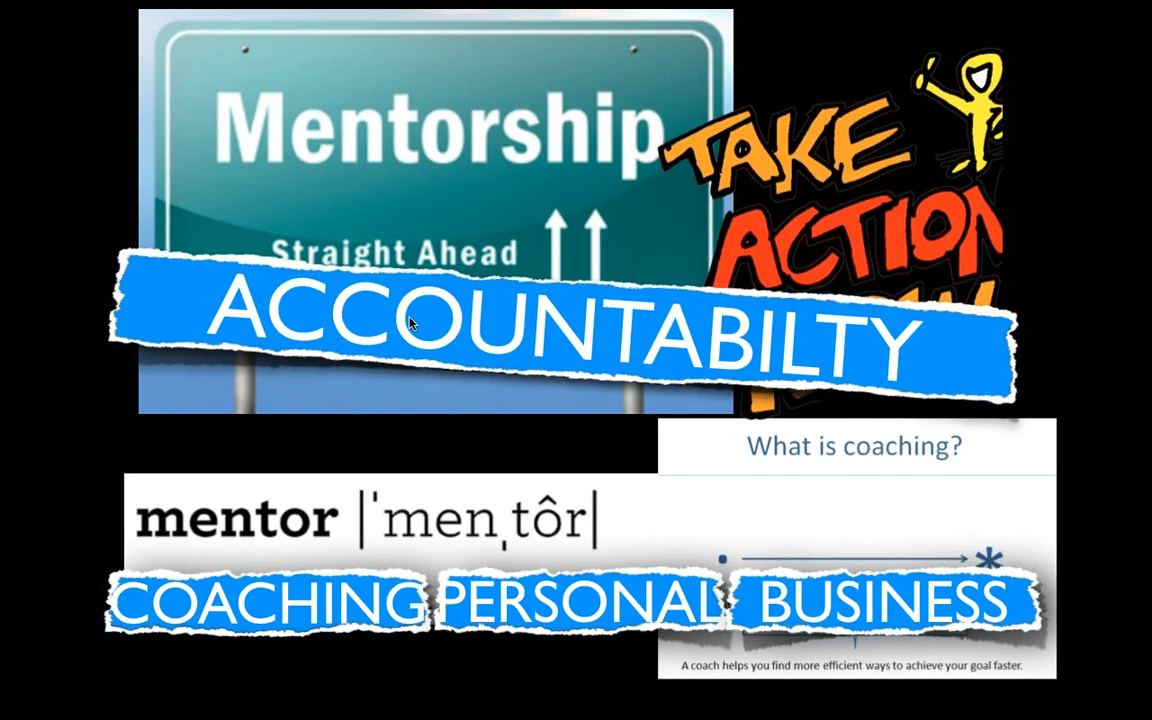 Mentorship
Straight Ahead
TAKE
ACTION
ACCOUNTABILTY
What is coaching?
mentor |ˈmenˌtôr|
COACHING
PERSONAL
BUSINESS
A coach helps you find more efficient ways to achieve your goal faster.